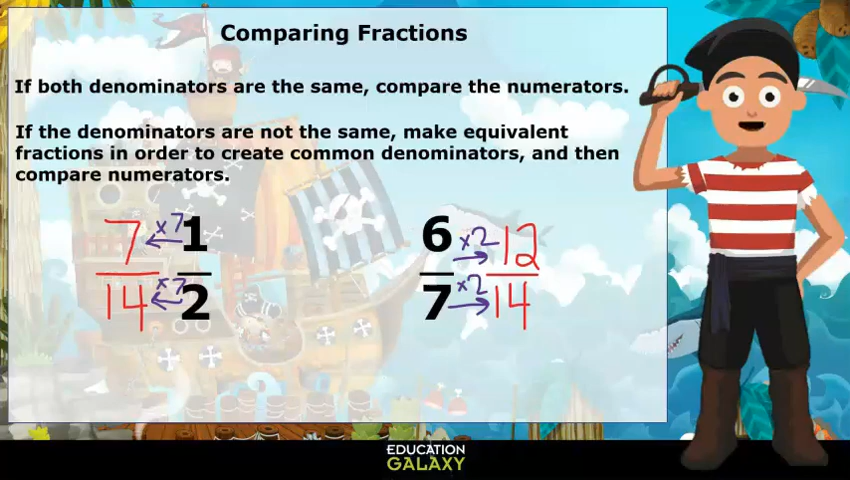 Comparing Fractions
If both denominators are the same, compare the numerators.
If the denominators are not the same, make equivalent
fractions in order to create common denominators, and then
compare numerators.
7 x7 1 6 x2 12
14 x7 2 7 x2 14
EDUCATION
GALAXY